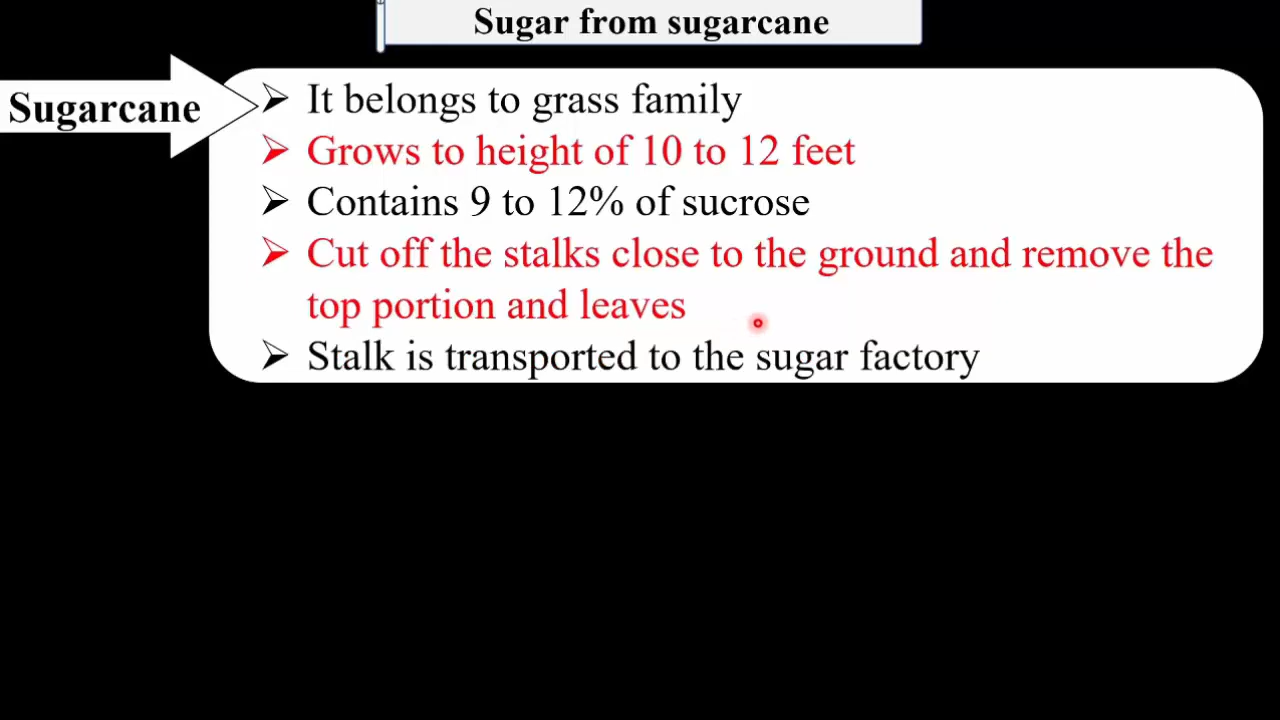 Sugar from sugarcane
Sugarcane
➢ It belongs to grass family
➢ Grows to height of 10 to 12 feet
➢ Contains 9 to 12% of sucrose
➢ Cut off the stalks close to the ground and remove the
top portion and leaves
➢ Stalk is transported to the sugar factory